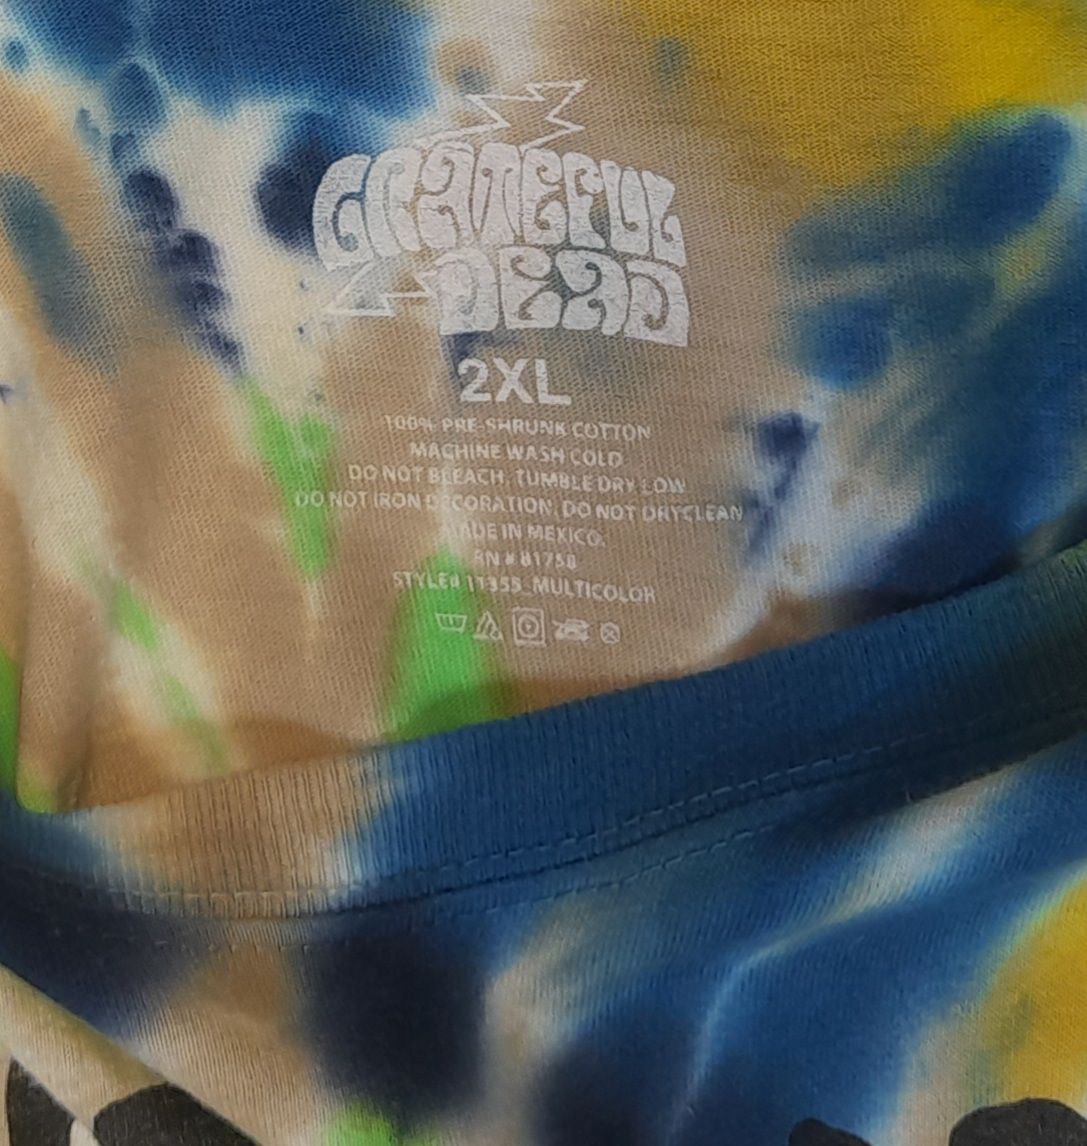 GRATEFUL
DEAD
2XL
100% PRE-SHRUNK COTTON
MACHINE WASH COLD
DO NOT BLEACH, TUMBLE DRY LOW
DO NOT IRON DECORATION, DO NOT DRYCLEAN
MADE IN MEXICO.
RN # 81758
STYLE# 11355_MULTICOLOR